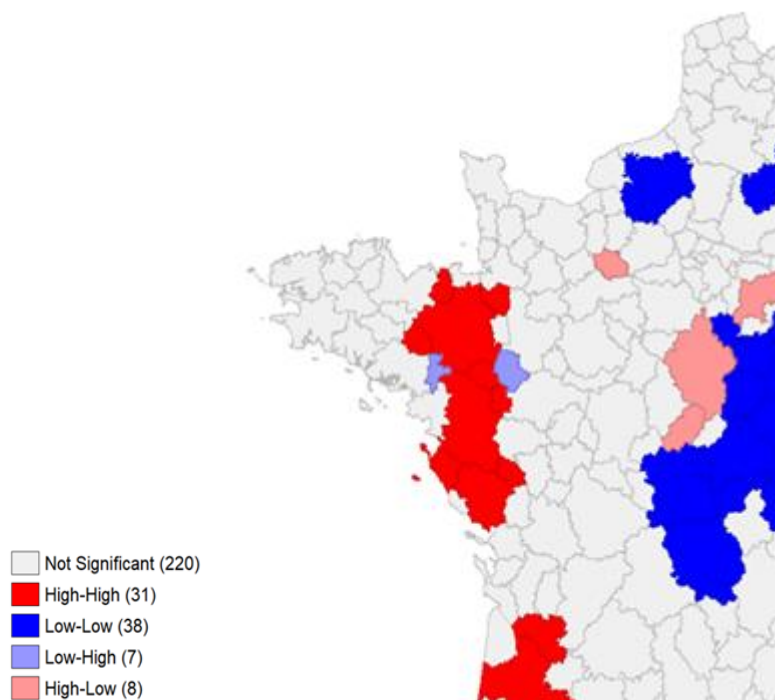 Not Significant (220)
High-High (31)
Low-Low (38)
Low-High (7)
High-Low (8)